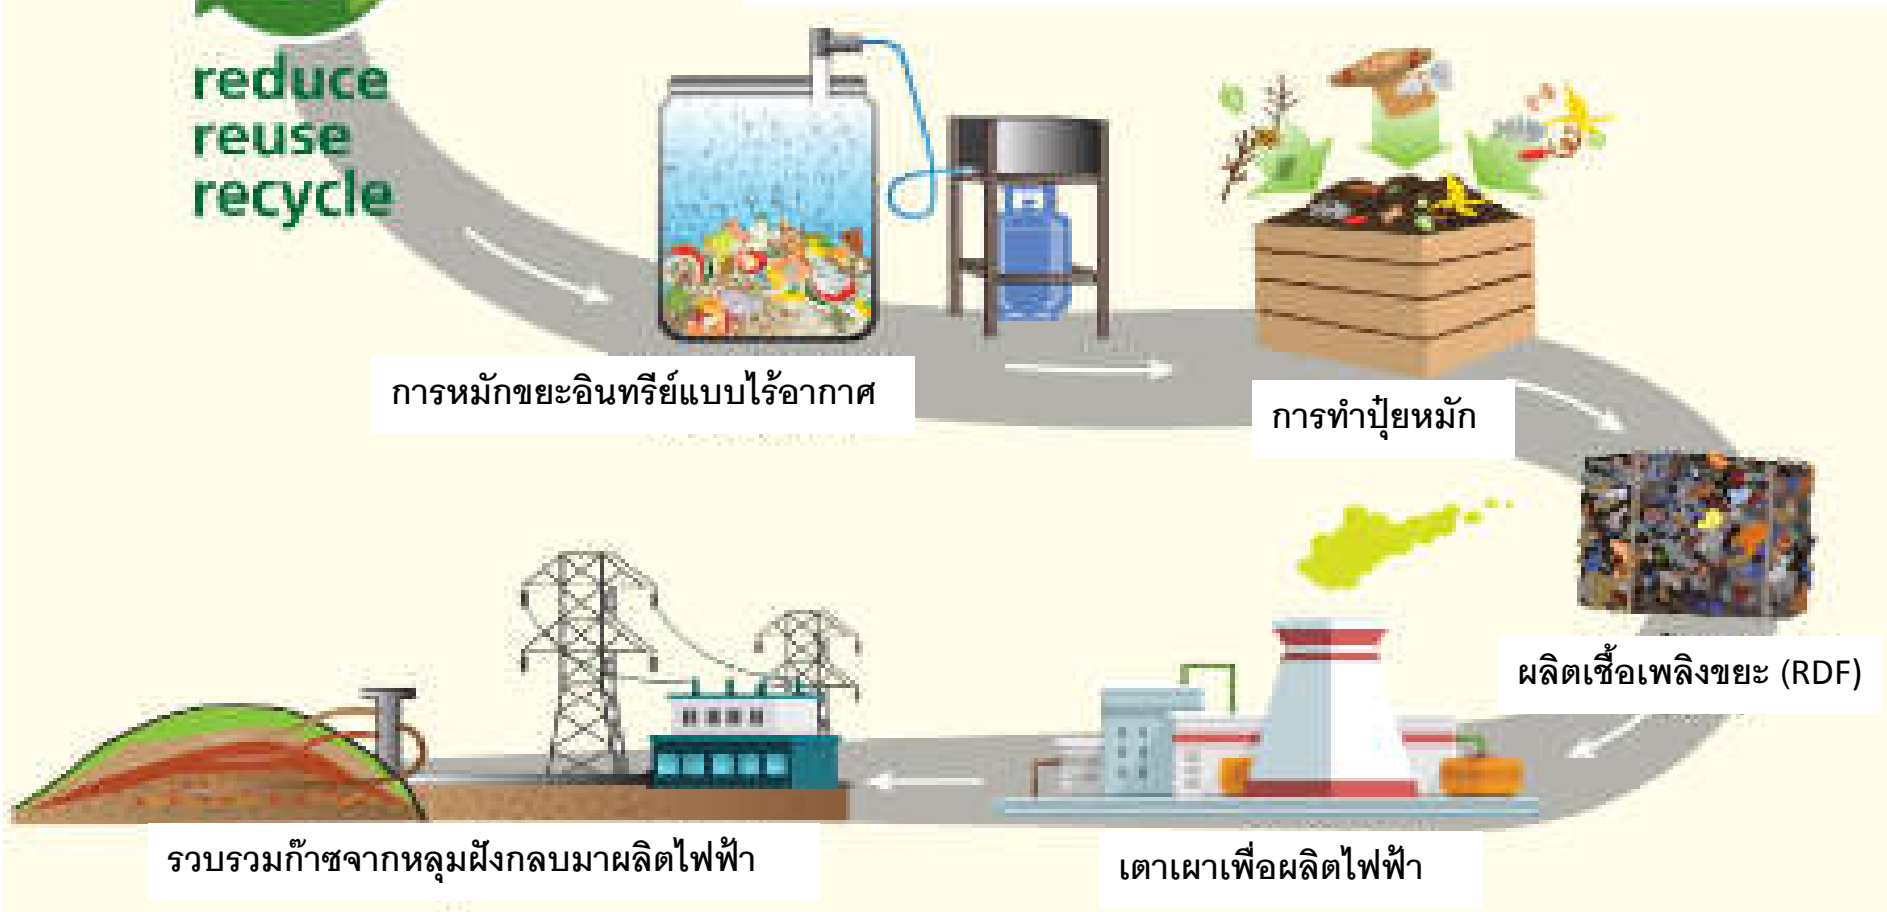 reduce
reuse
recycle
การหมักขยะอินทรีย์แบบไร้อากาศ
การทำปุ๋ยหมัก
ผลิตเชื้อเพลิงขยะ (RDF)
เตาเผาเพื่อผลิตไฟฟ้า
รวบรวมก๊าซจากหลุมฝังกลบมาผลิตไฟฟ้า